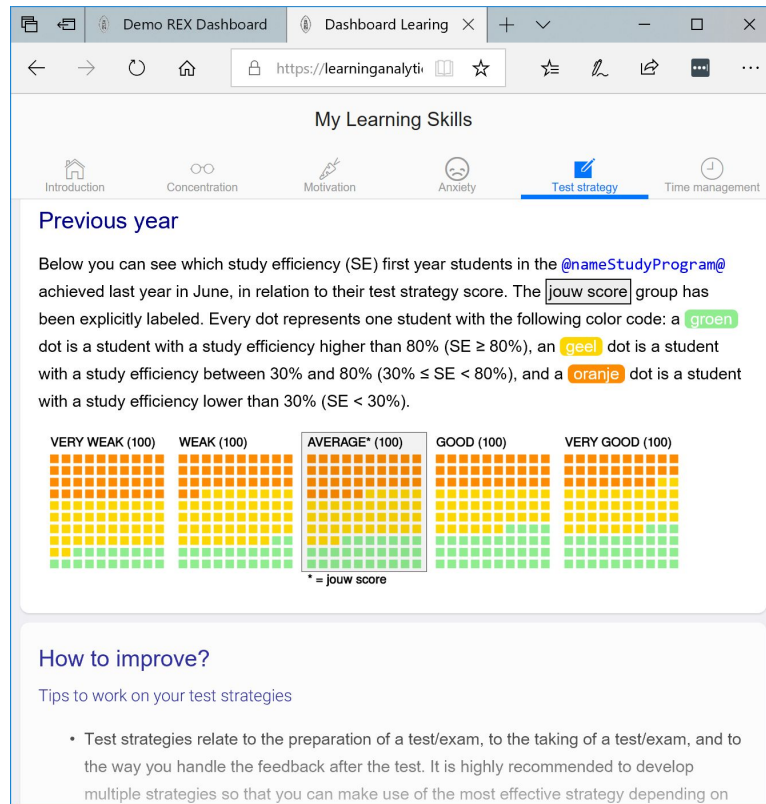 Demo REX Dashboard
Dashboard Learing
https://learninganalytic
My Learning Skills
Introduction
Concentration
Motivation
Anxiety
Test strategy
Time management
Previous year
Below you can see which study efficiency (SE) first year students in the @nameStudyProgram@
achieved last year in June, in relation to their test strategy score. The jouw score group has
been explicitly labeled. Every dot represents one student with the following color code: a groen
dot is a student with a study efficiency higher than 80% (SE ≥ 80%), an geel dot is a student
with a study efficiency between 30% and 80% (30% ≤ SE < 80%), and a oranje dot is a student
with a study efficiency lower than 30% (SE < 30%).
VERY WEAK (100)
WEAK (100)
AVERAGE* (100)
GOOD (100)
VERY GOOD (100)
* = jouw score
How to improve?
Tips to work on your test strategies
• Test strategies relate to the preparation of a test/exam, to the taking of a test/exam, and to
the way you handle the feedback after the test. It is highly recommended to develop
multiple strategies so that you can make use of the most effective strategy depending on